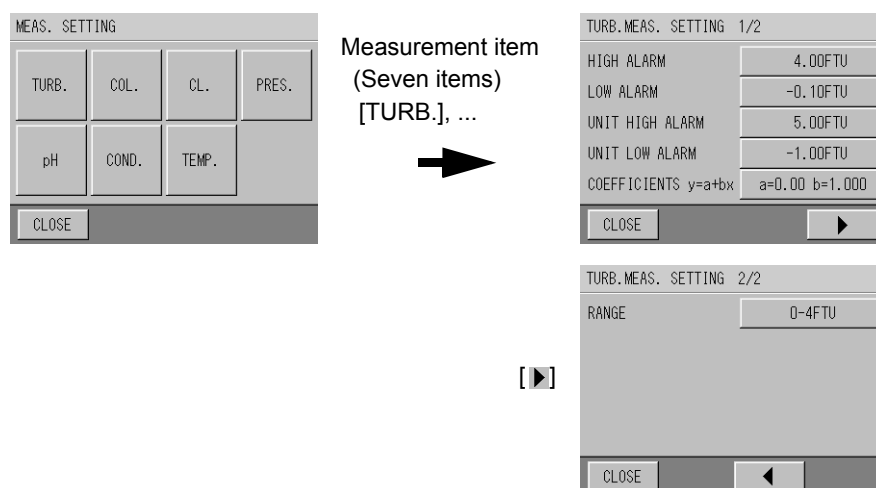 MEAS. SETTING
TURB. COL. CL. PRES.
pH COND. TEMP.
CLOSE
Measurement item
(Seven items)
[TURB.], ...
TURB.MEAS. SETTING 1/2
HIGH ALARM 4.00FTU
LOW ALARM -0.10FTU
UNIT HIGH ALARM 5.00FTU
UNIT LOW ALARM -1.00FTU
COEFFICIENTS y=a+bx a=0.00 b=1.000
CLOSE ▶
[▶]
TURB.MEAS. SETTING 2/2
RANGE 0-4FTU
CLOSE ◀